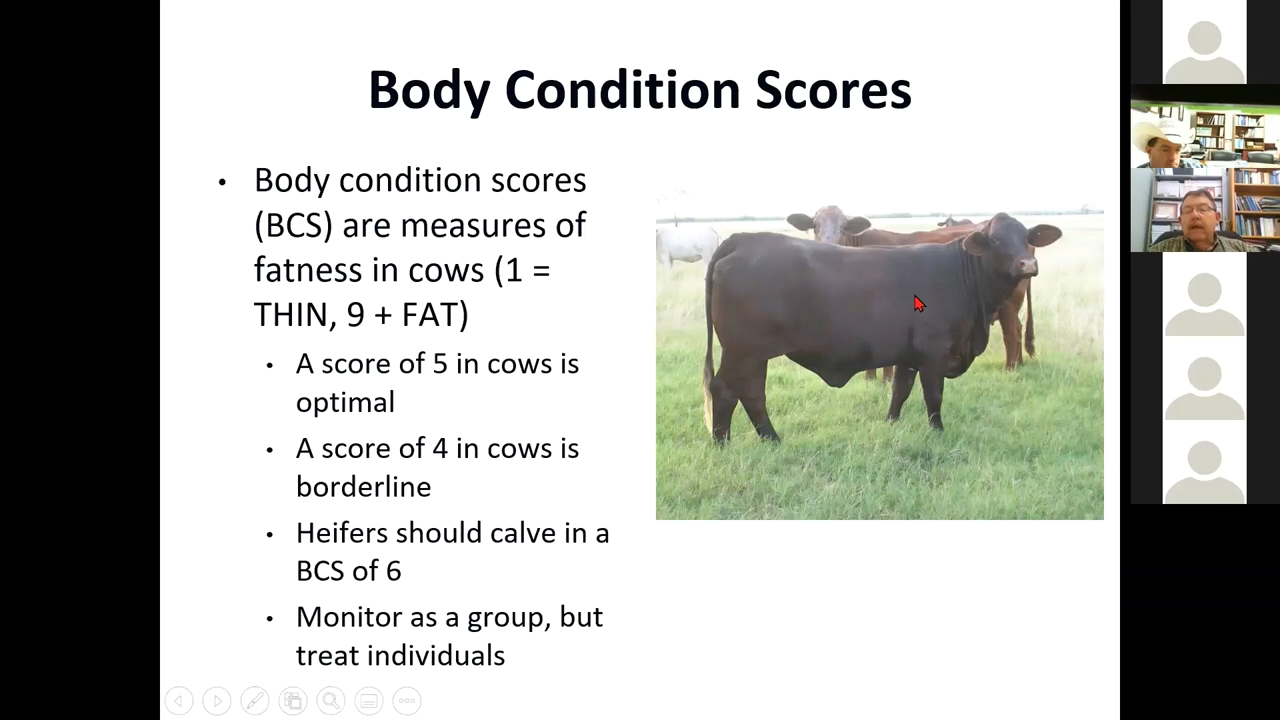 Body Condition Scores
• Body condition scores
(BCS) are measures of
fatness in cows (1 =
THIN, 9 + FAT)
• A score of 5 in cows is
optimal
• A score of 4 in cows is
borderline
• Heifers should calve in a
BCS of 6
• Monitor as a group, but
treat individuals